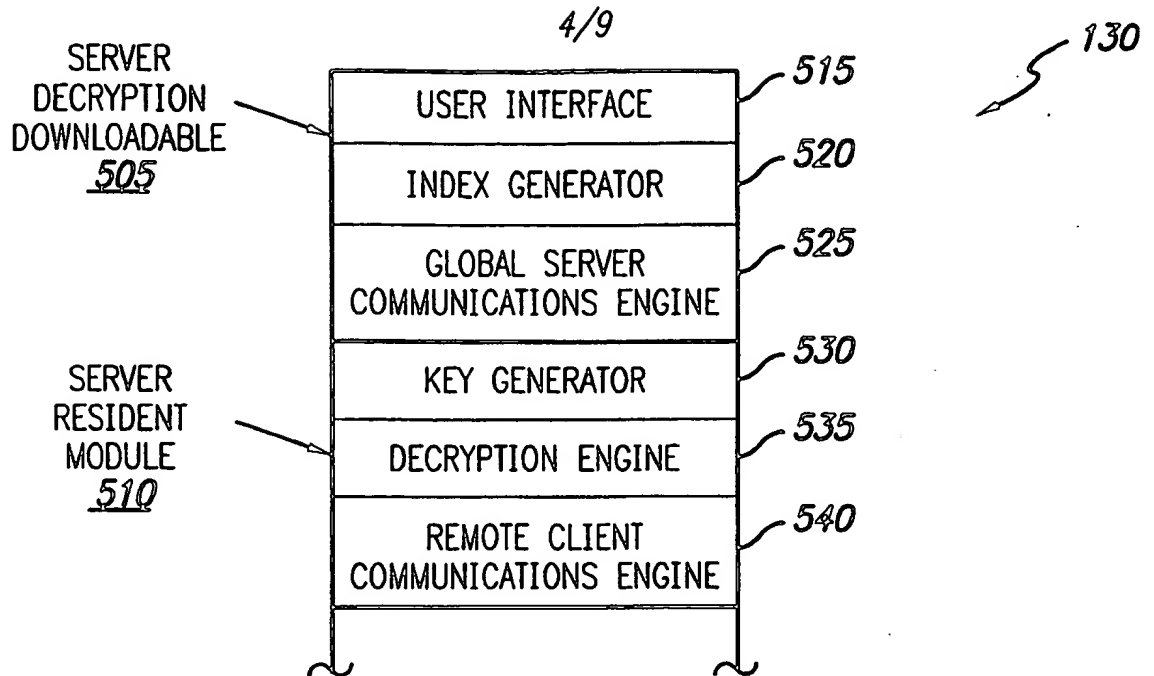 4/9
130
SERVER
DECRYPTION
DOWNLOADABLE
505
USER INTERFACE
515
INDEX GENERATOR
520
GLOBAL SERVER
COMMUNICATIONS ENGINE
525
SERVER
RESIDENT
MODULE
510
KEY GENERATOR
530
DECRYPTION ENGINE
535
REMOTE CLIENT
COMMUNICATIONS ENGINE
540